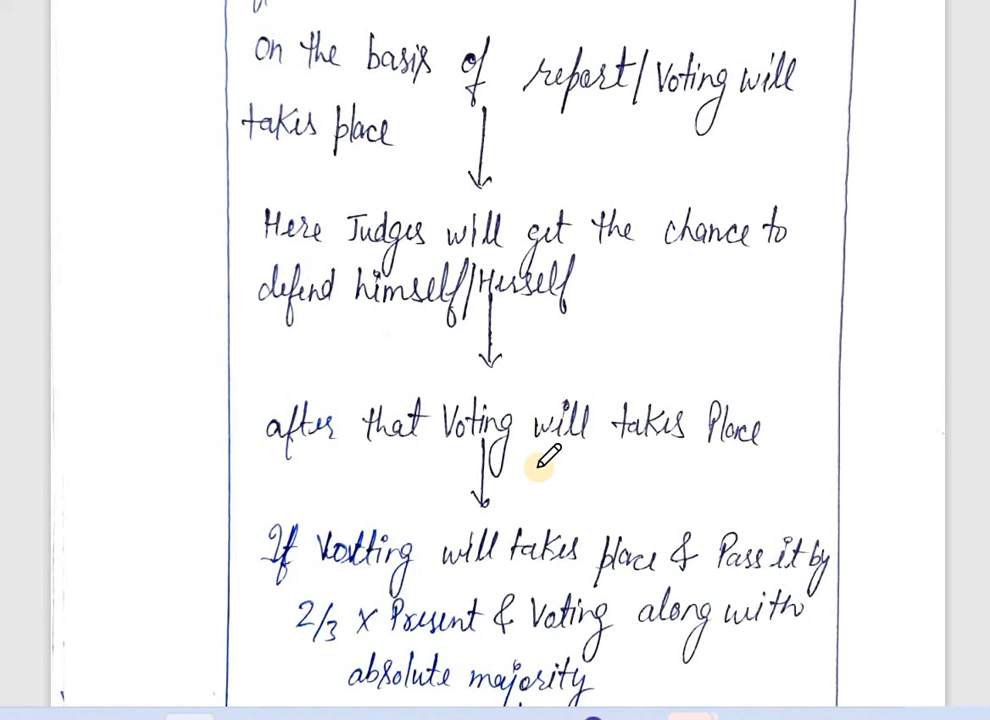 on the basis of report/Voting will
takes place
Here Judges will get the chance to
defend himself/Herself
after that Voting will takes Place
If Voting will takes place & Pass it by
2/3 x Present & Voting along with
absolute majority